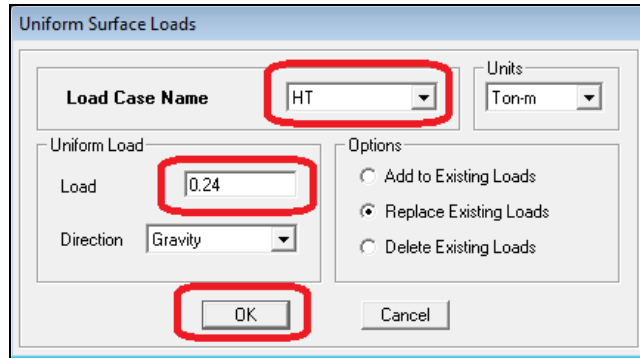 Uniform Surface Loads
Load Case Name HT
Units
Ton-m
Uniform Load
Load 0.24
Direction Gravity
Options
Add to Existing Loads
Replace Existing Loads
Delete Existing Loads
OK Cancel